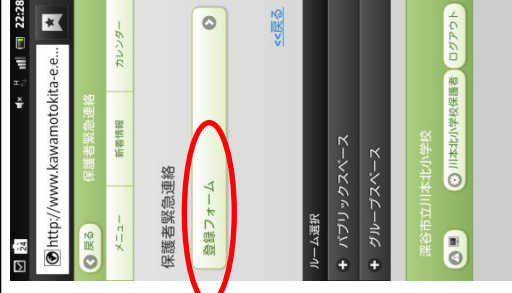 22:28
H
24
http://www.kawamotokita-e.e...
戻る
保護者緊急連絡
メニュー
新着情報
カレンダー
保護者緊急連絡
登録フォーム
<<戻る
ルーム選択
パブリックスペース
グループスペース
深谷市立川本北小学校
川本北小学校保護者
ログアウト